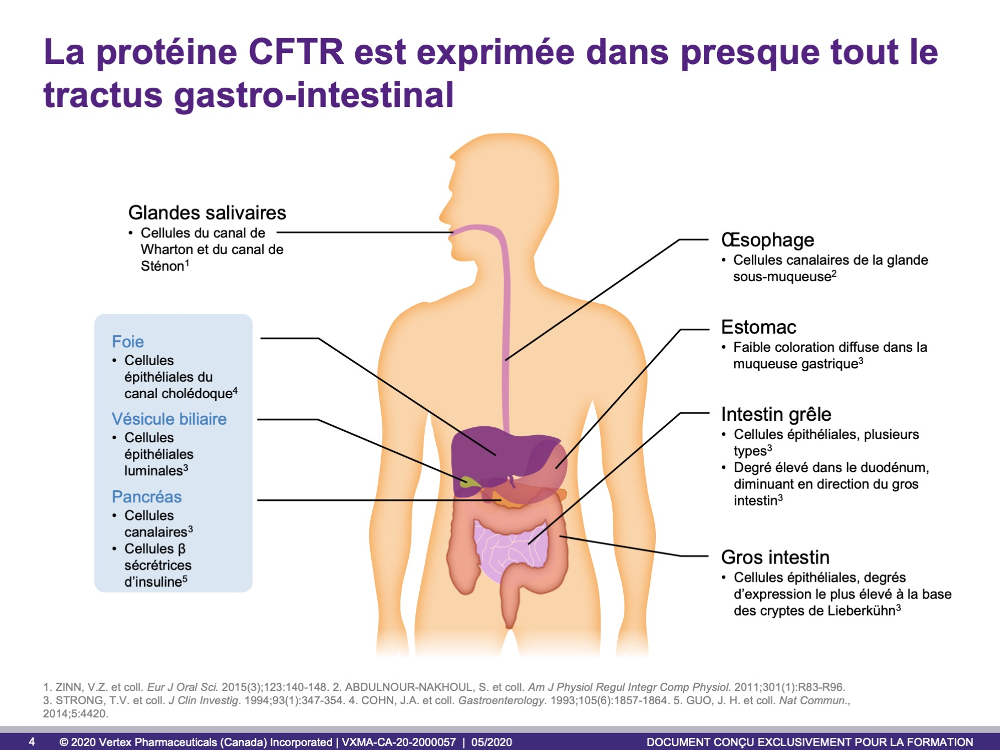 La protéine CFTR est exprimée dans presque tout le
tractus gastro-intestinal
Glandes salivaires
• Cellules du canal de
Wharton et du canal de
Sténon¹
Foie
• Cellules
épithéliales du
canal cholédoque⁴
Vésicule biliaire
• Cellules
épithéliales
luminales³
Pancréas
• Cellules
canalaires³
• Cellules β
sécrétrices
d’insuline⁵
Œsophage
• Cellules canalaires de la glande
sous-muqueuse²
Estomac
• Faible coloration diffuse dans la
muqueuse gastrique³
Intestin grêle
• Cellules épithéliales, plusieurs
types³
• Degré élevé dans le duodénum,
diminuant en direction du gros
intestin³
Gros intestin
• Cellules épithéliales, degrés
d’expression le plus élevé à la base
des cryptes de Lieberkühn³
1. ZINN, V.Z. et coll. Eur J Oral Sci. 2015(3);123:140-148. 2. ABDULNOUR-NAKHOUL, S. et coll. Am J Physiol Regul Integr Comp Physiol. 2011;301(1):R83-R96.
3. STRONG, T.V. et coll. J Clin Investig. 1994;93(1):347-354. 4. COHN, J.A. et coll. Gastroenterology. 1993;105(6):1857-1864. 5. GUO, J. H. et coll. Nat Commun.,
2014;5:4420.
4 © 2020 Vertex Pharmaceuticals (Canada) Incorporated | VXMA-CA-20-2000057 | 05/2020 DOCUMENT CONÇU EXCLUSIVEMENT POUR LA FORMATION